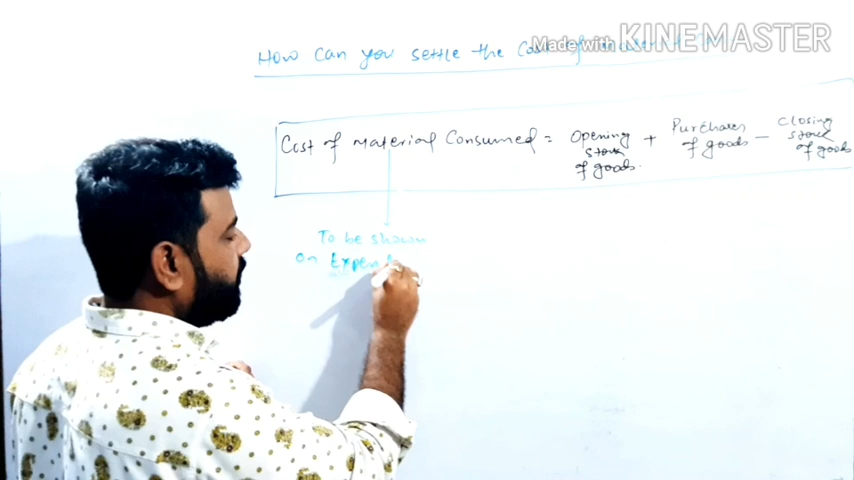 How can you settle the
Made with KINEMASTER
Cost of Material Consumed = Opening stock of goods. + Purchases of goods - Closing stock of goods
To be shown
on Expen